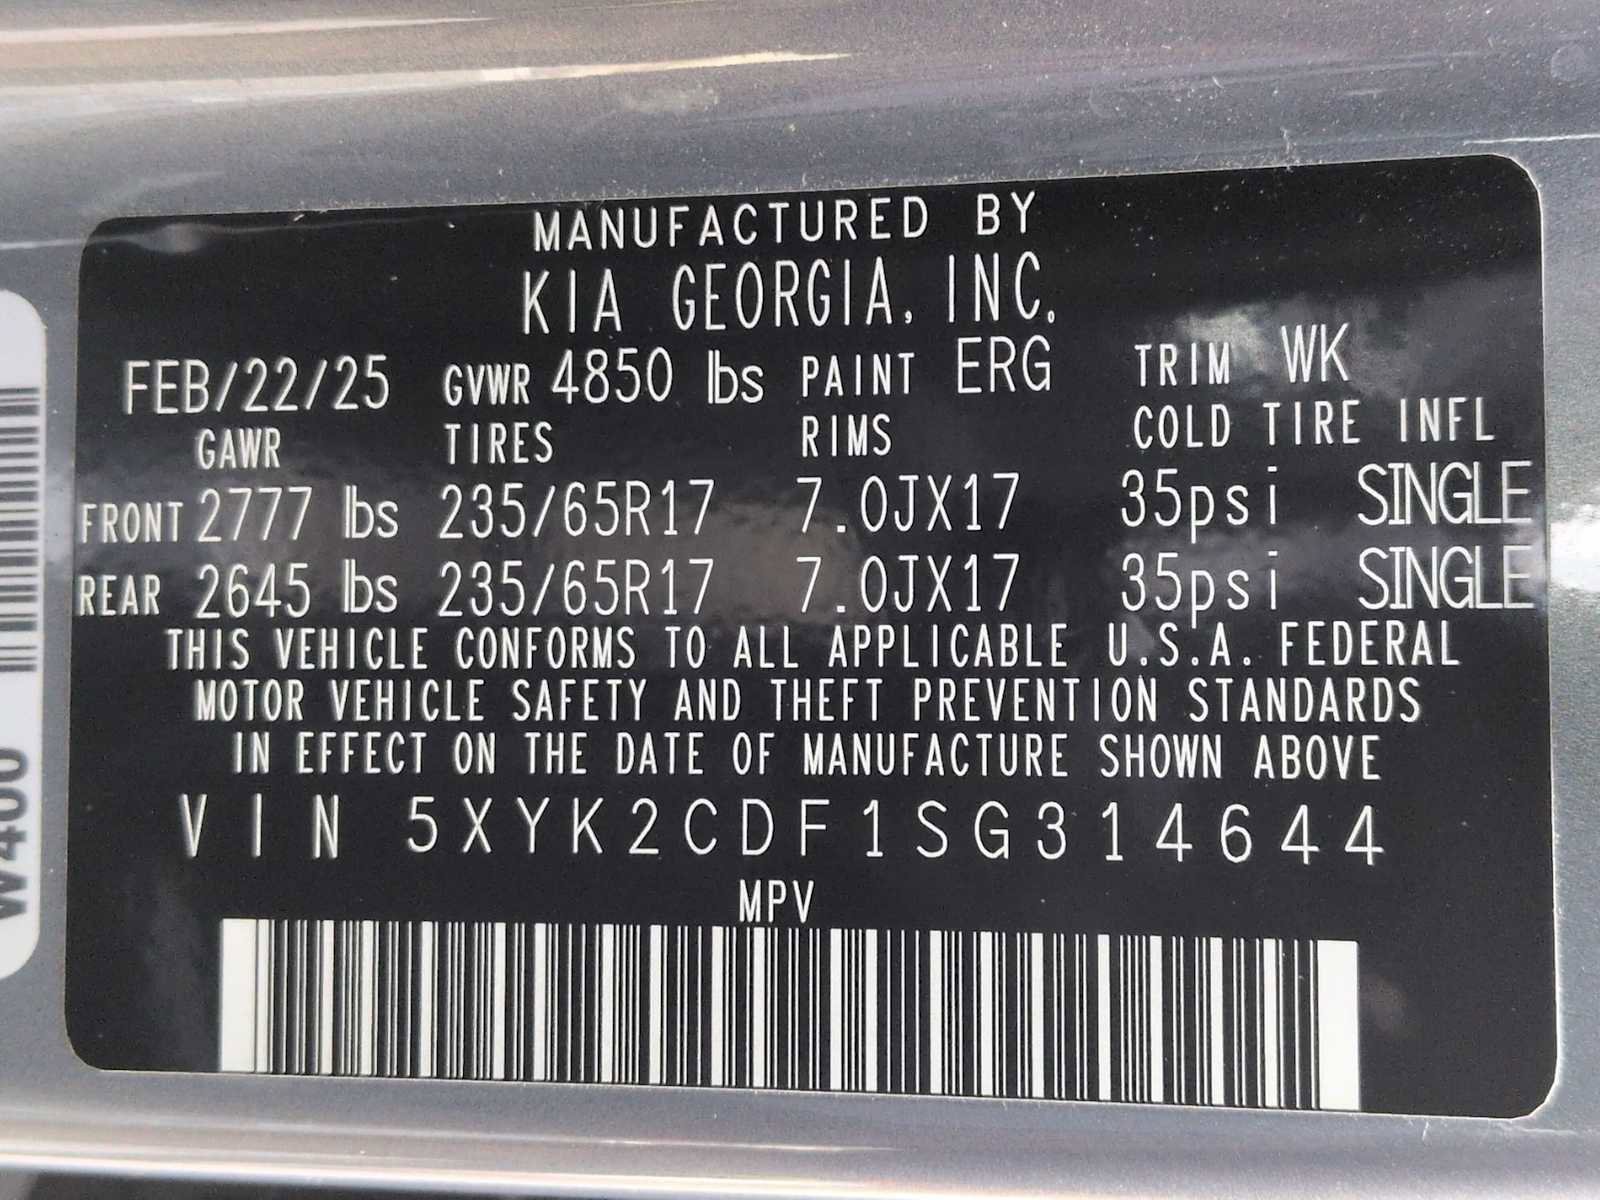 MANUFACTURED BY
KIA GEORGIA, INC.
FEB/22/25 GVWR 4850 lbs PAINT ERG TRIM WK
GAWR TIRES RIMS COLD TIRE INFL
FRONT 2777 lbs 235/65R17 7.0JX17 35psi SINGLE
REAR 2645 lbs 235/65R17 7.0JX17 35psi SINGLE
THIS VEHICLE CONFORMS TO ALL APPLICABLE U.S.A. FEDERAL
MOTOR VEHICLE SAFETY AND THEFT PREVENTION STANDARDS
IN EFFECT ON THE DATE OF MANUFACTURE SHOWN ABOVE
VIN 5XYK2CDF1SG314644
MPV
W400